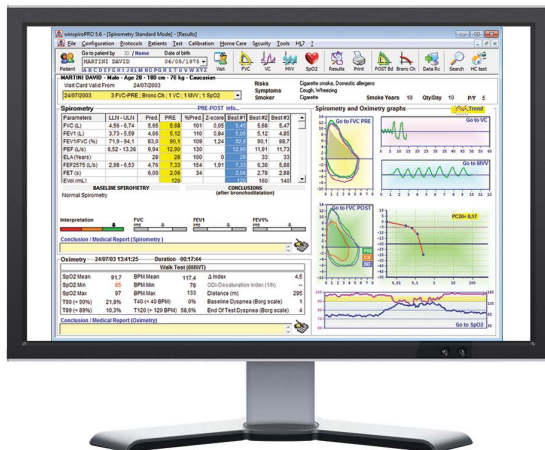 winspiroPRO 5.6 - [Spirometry Standard Mode] - [Results]
File Configuration Protocols Patients Test Calibration Home Care Security Tools HL7 ?
Go to patient by ID / Name Date of birth
MARTINI DAVID 06/05/1975
A B C D E F G H I J K L M N O P Q R S T U V W X Y Z
Patient Visit FVC VC MVV SpO2 Results Print POST Bd Bronc Ch Data Rx Search HC test
MARTINI DAVID - Male - Age 28 - 180 cm - 75 kg - Caucasian
Visit Card Valid From 24/07/2003
24/07/2003 3 FVC-PRE ; Bronc Ch ; 1 VC ; 1 MVV ; 1 SpO2
Risks Cigarette smoke, Domestic allergens
Symptoms Cough, Wheezing
Smoker Cigarette Smoke Years 10 Qty/Day 10 P/Y 5
Spirometry PRE-POST info...
Parameters LLN - ULN Pred PRE %Pred Z-score Best#1 Best #2 Best #3
FVC (L) 4,56 - 6,74 5,65 5,68 101 0,05 5,68 5,47
FEV1 (L) 3,73 - 5,59 4,66 5,12 110 0,84 5,06 5,12 4,85
FEV1/FVC (%) 71,9 - 94,1 83,0 90,1 109 1,24 90,1 88,7
PEF (L/s) 6,52 - 13,36 9,94 12,90 130 12,90 11,91 11,73
ELA (Years) 28 28 100 0 28 33 33
FEF2575 (L/s) 2,98 - 6,53 4,76 7,33 154 1,91 7,33 6,38 5,88
FET (s) 6,00 2,06 34 2,06 2,78 2,88
EVol (mL) 120 120 160 140
BASELINE SPIROMETRY CONCLUSIONS
(after bronchodilatation)
Normal Spirometry
Interpretation FVC FEV1 FEV1%
PRE PRE PRE
Conclusion / Medical Report (Spirometry )
Oximetry 24/07/03 13:41:25 Duration 00:17:44
Walk Test (6MWT)
SpO2 Mean 91,7 BPM Mean 117.4 Δ Index 4,5
SpO2 Min 85 BPM Min 78 ODI-Desaturation Index (1/h) --
SpO2 Max 97 BPM Max 133 Distance (m) 295
T90 (< 90%) 21,8% T40 (< 40 BPM) 0% Baseline Dyspnea (Borg scale) 1
T89 (< 89%) 10,3% T120 (> 120 BPM) 58,6% End Of Test Dyspnea (Borg scale) 4
Conclusion / Medical Report (Oximetry)
Spirometry and Oximetry graphs Trend
Go to FVC PRE
Go to VC
Go to MVV
Go to FVC POST
PC20= 0,17
Go to SpO2